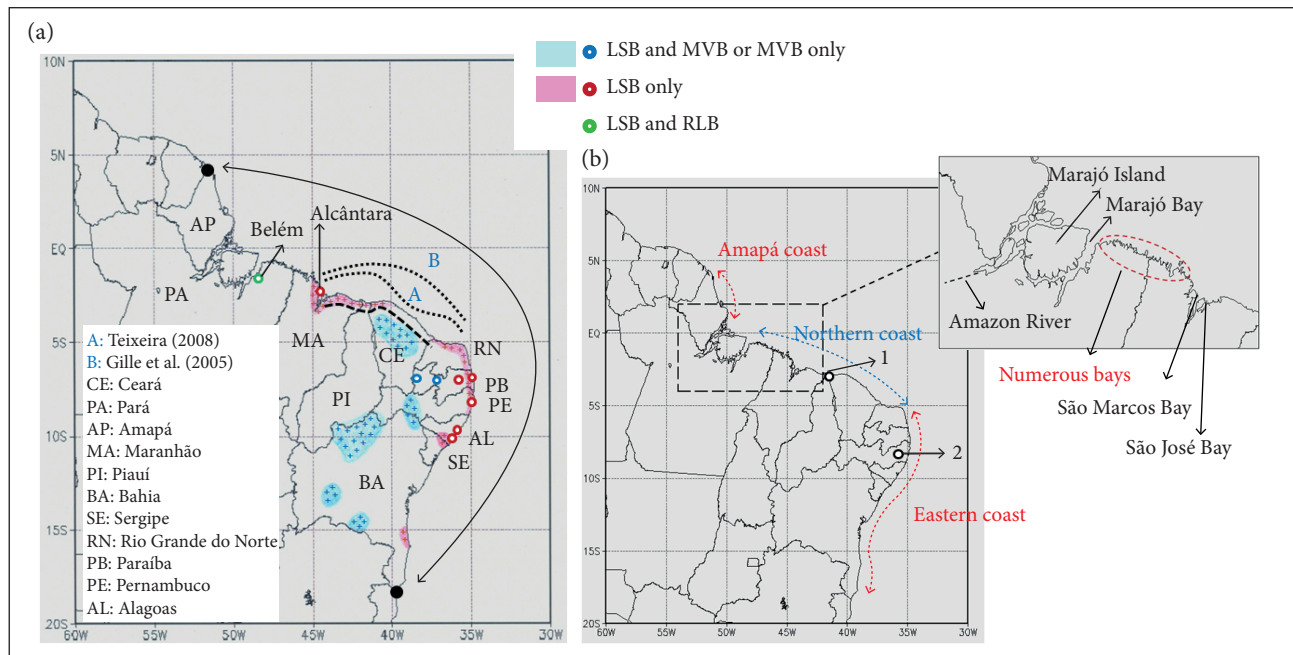 (a)
LSB and MVB or MVB only
LSB only
LSB and RLB
10N
5N
EQ
5S
10S
15S
20S
60W
55W
50W
45W
40W
35W
30W
AP
Belém
Alcântara
B
A
PA
MA
CE
RN
PB
PE
PI
AL
SE
BA
A: Teixeira (2008)
B: Gille et al. (2005)
CE: Ceará
PA: Pará
AP: Amapá
MA: Maranhão
PI: Piauí
BA: Bahia
SE: Sergipe
RN: Rio Grande do Norte
PB: Paraíba
PE: Pernambuco
AL: Alagoas
(b)
10N
5N
EQ
5S
10S
15S
20S
60W
55W
50W
45W
40W
35W
30W
Amapá coast
Northern coast
1
2
Eastern coast
Marajó Island
Marajó Bay
Amazon River
Numerous bays
São Marcos Bay
São José Bay